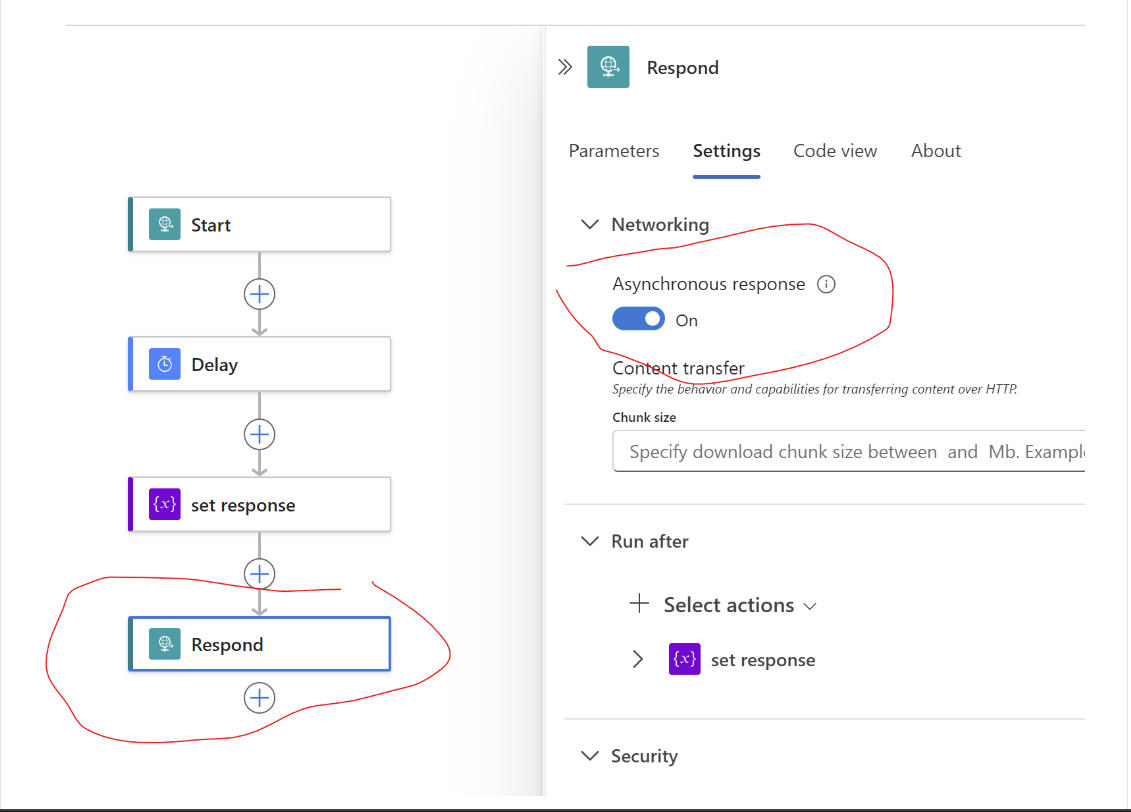 Respond
Parameters Settings Code view About
Start
Networking
Asynchronous response
On
Delay
Content transfer
Specify the behavior and capabilities for transferring content over HTTP.
Chunk size
Specify download chunk size between and Mb. Example
{x} set response
Run after
Select actions
Respond
{x} set response
Security